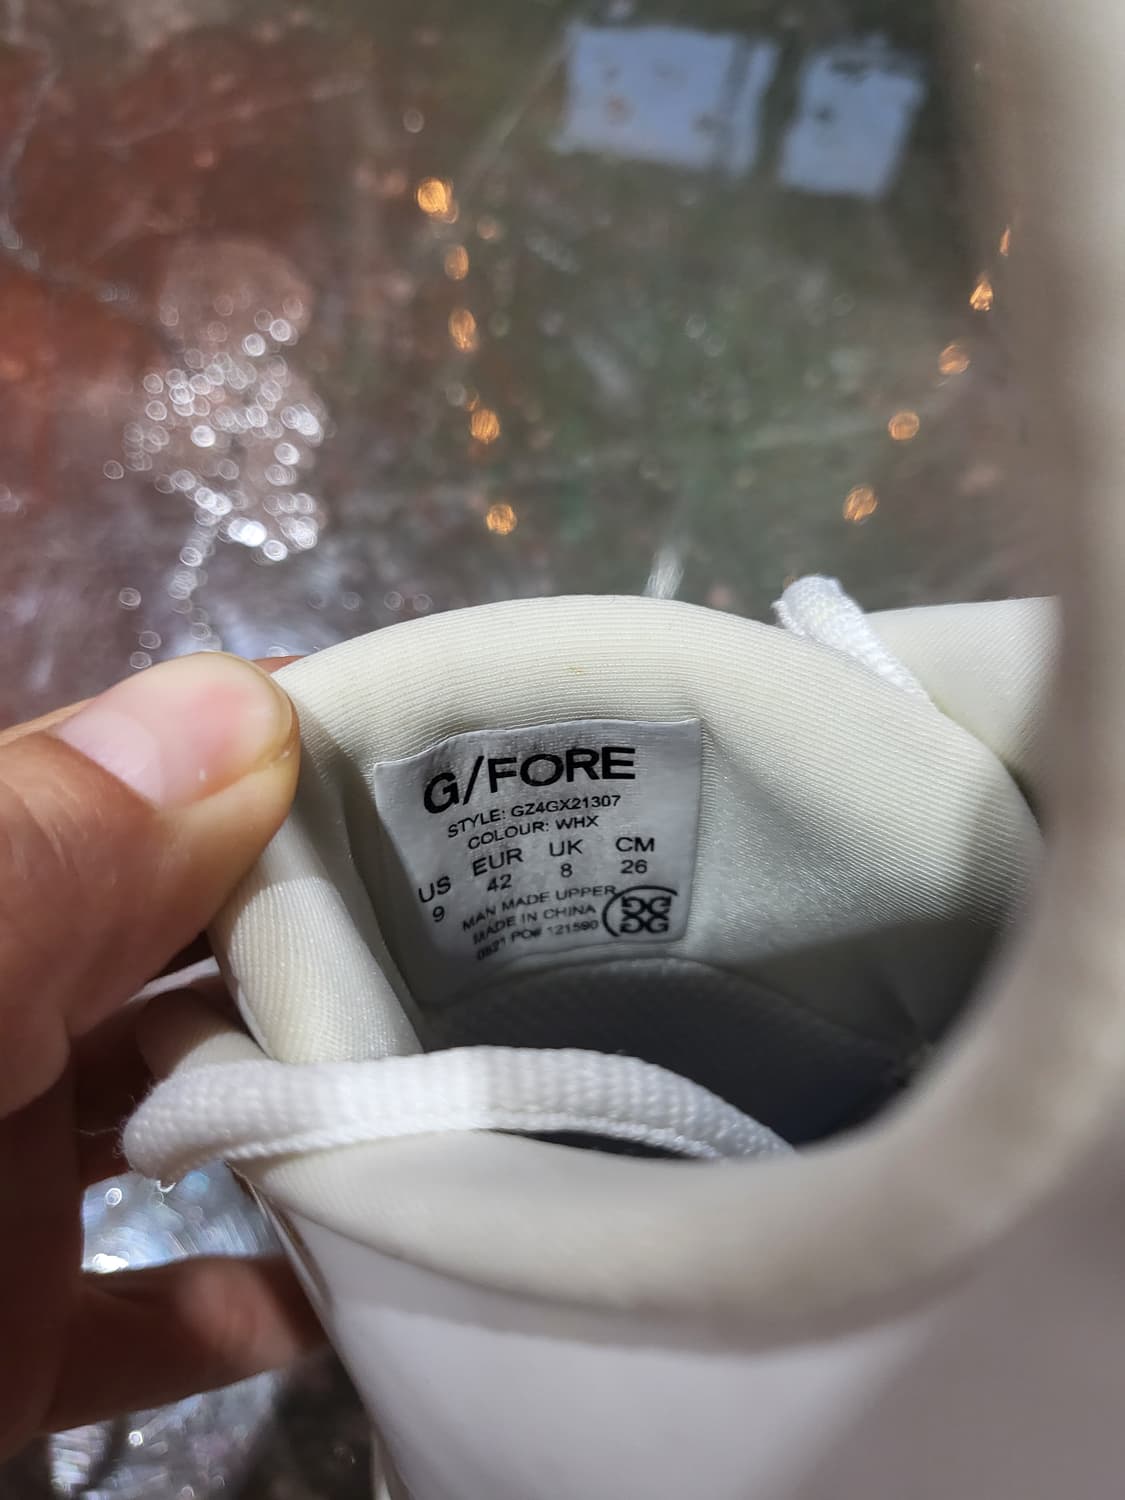 G/FORE
STYLE: GZ4GX21307
COLOUR: WHX
US EUR UK CM
9 42 8 26
MAN MADE UPPER
MADE IN CHINA
0621 PO# 121590